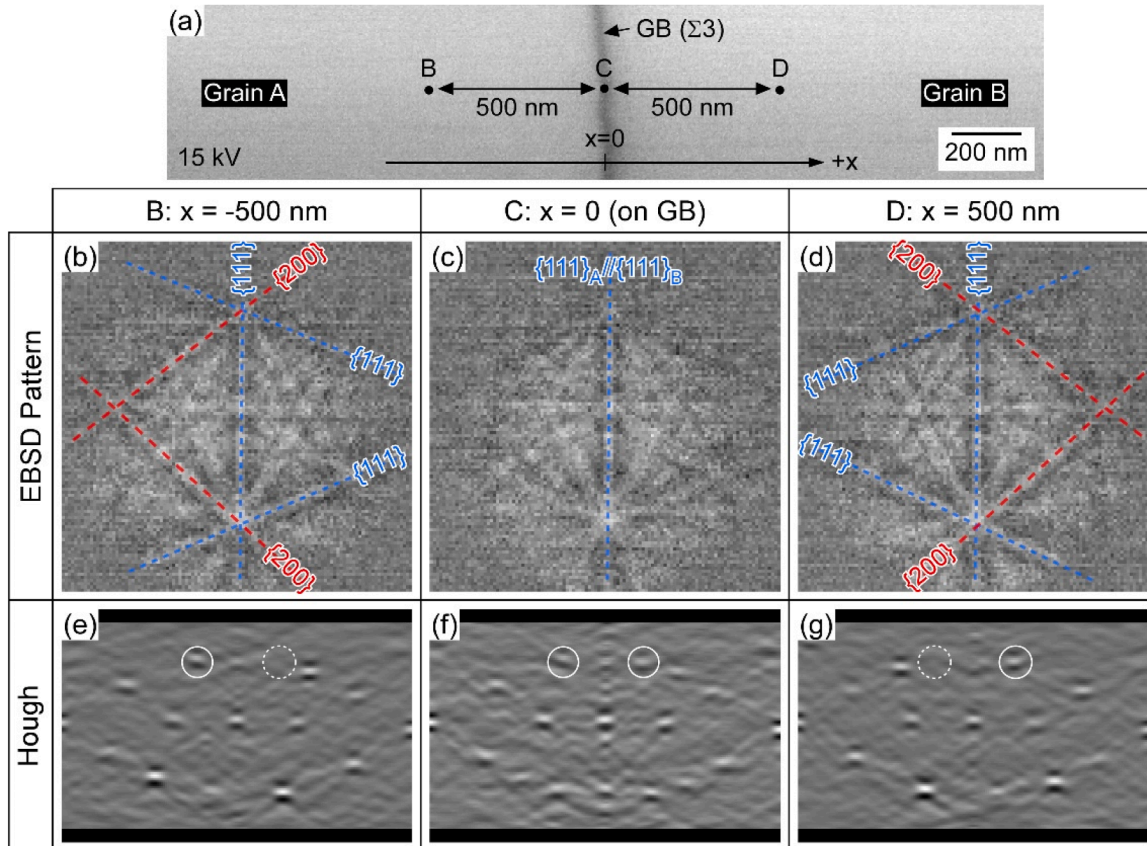 (a)
GB (Σ3)
B
C
D
Grain A
500 nm
500 nm
Grain B
x=0
15 kV
+x
200 nm
B: x = -500 nm
C: x = 0 (on GB)
D: x = 500 nm
EBSD Pattern
(b)
{111}
{200}
{111}
{111}
{200}
(c)
{111}A//{111}B
(d)
{200}
{111}
{111}
{111}
{200}
Hough
(e)
(f)
(g)